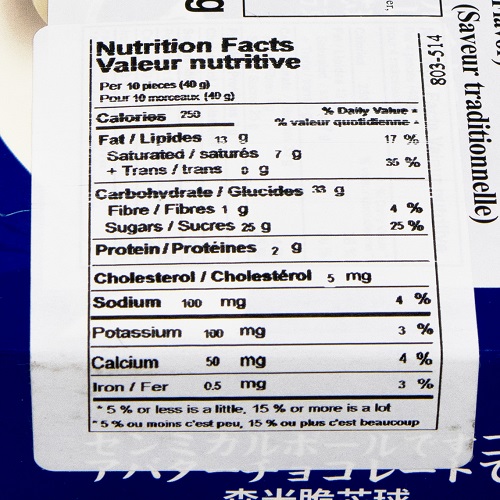 g
803-514
(Saveur traditionnelle)
Nutrition Facts
Valeur nutritive
Per 10 pieces (40 g)
Pour 10 morceaux (40 g)
Calories 250
% Daily Value *
% valeur quotidienne *
Fat / Lipides 13 g 17 %
Saturated / saturés 7 g
+ Trans / trans 0 g 35 %
Carbohydrate / Glucides 33 g
Fibre / Fibres 1 g 4 %
Sugars / Sucres 25 g 25 %
Protein / Protéines 2 g
Cholesterol / Cholestérol 5 mg
Sodium 100 mg 4 %
Potassium 100 mg 3 %
Calcium 50 mg 4 %
Iron / Fer 0.5 mg 3 %
* 5 % or less is a little, 15 % or more is a lot
* 5 % ou moins c'est peu, 15 % ou plus c'est beaucoup